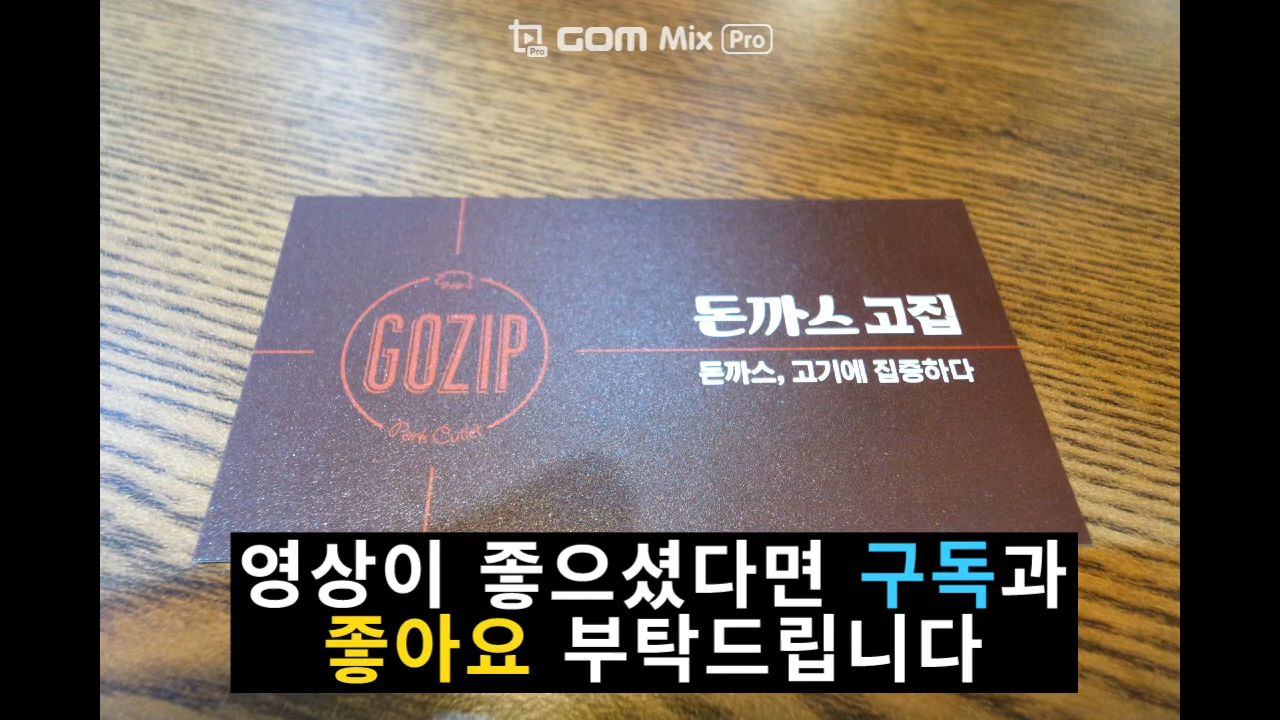 Pro GOM Mix Pro
GOZIP
Pork Cutlet
돈까스 고집
돈까스, 고기에 집중하다
영상이 좋으셨다면 구독과
좋아요 부탁드립니다